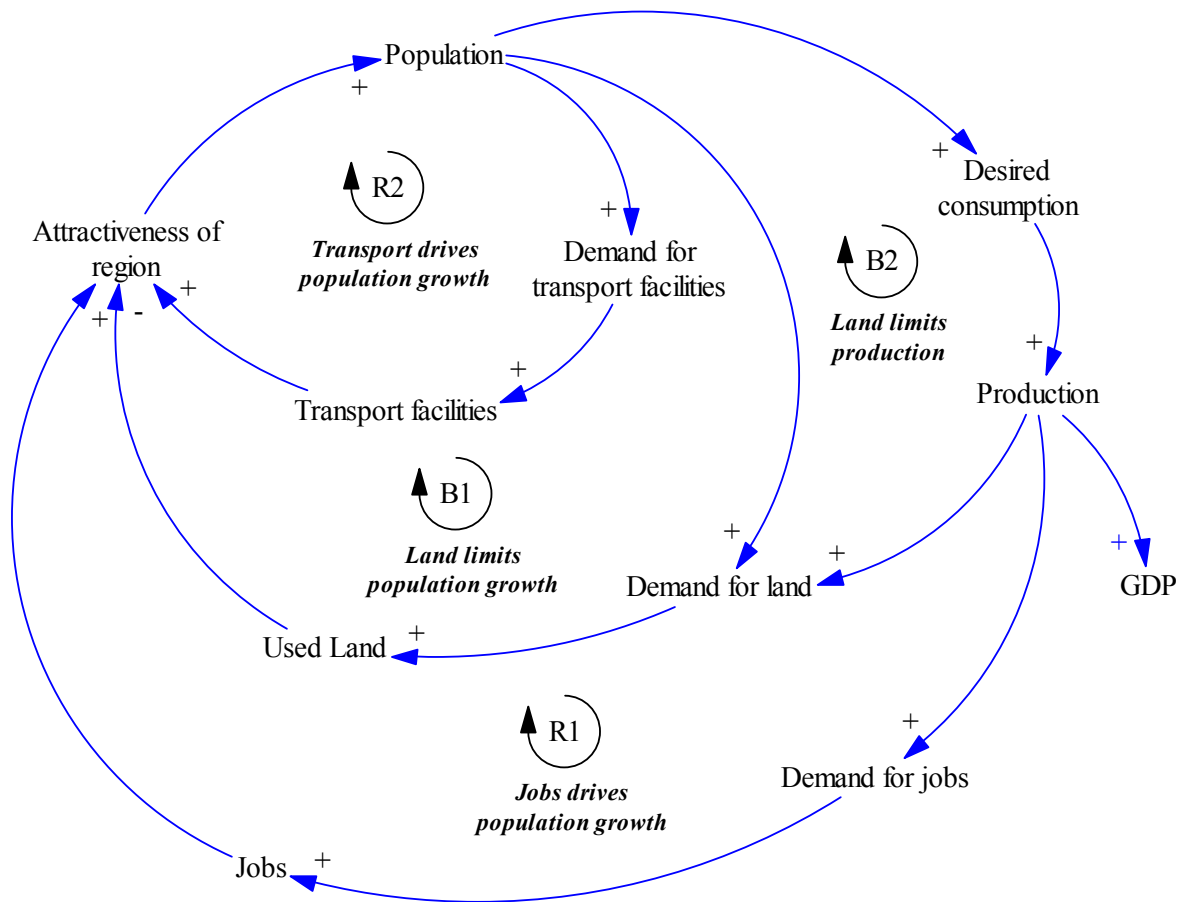 Population
+
+
Desired
consumption
R2
Transport drives
population growth
+
Demand for
transport facilities
Attractiveness of
region
B2
Land limits
production
+
-
+
+
Production
+
Transport facilities
B1
Land limits
population growth
+
+
+
GDP
Demand for land
+
Used Land
R1
Jobs drives
population growth
+
Demand for jobs
+
Jobs